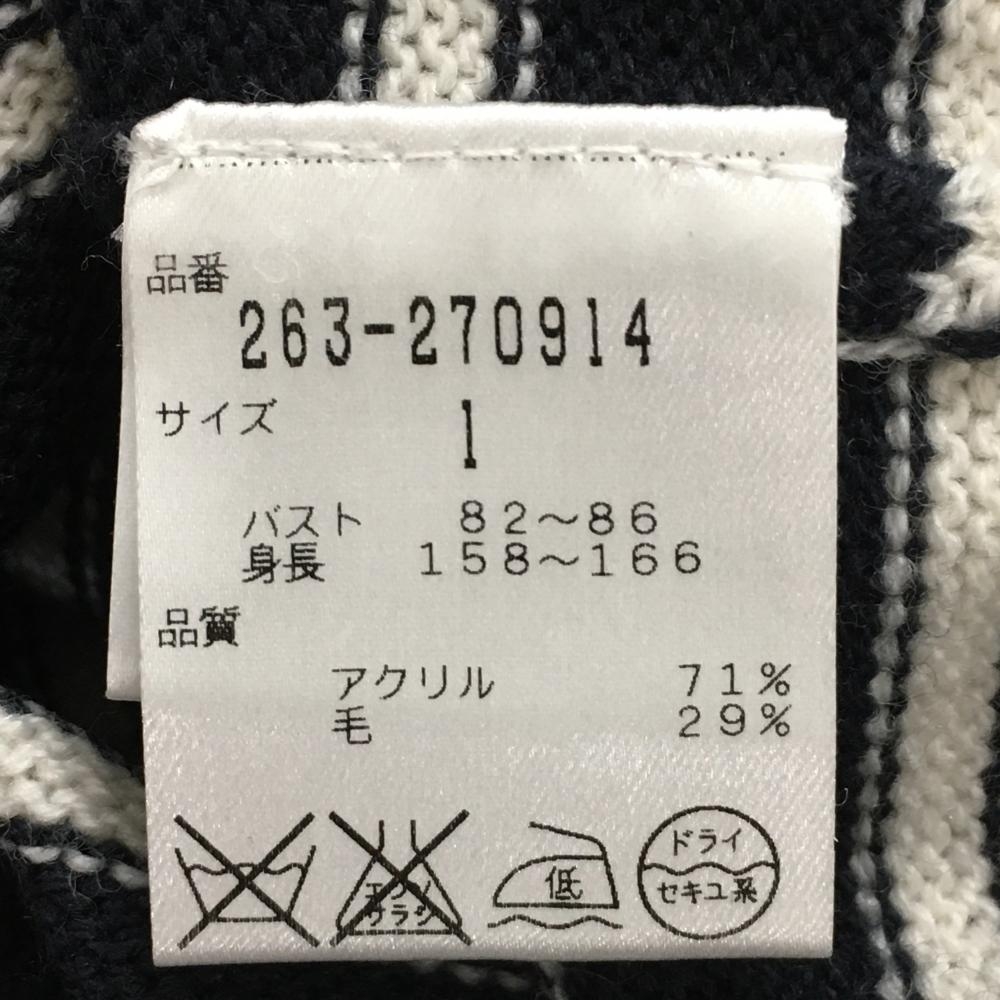 品番
263-270914
サイズ 1
バスト 82～86
身長 158～166
品質
アクリル 71%
毛 29%
エンソ
サラシ
低
ドライ
セキユ系